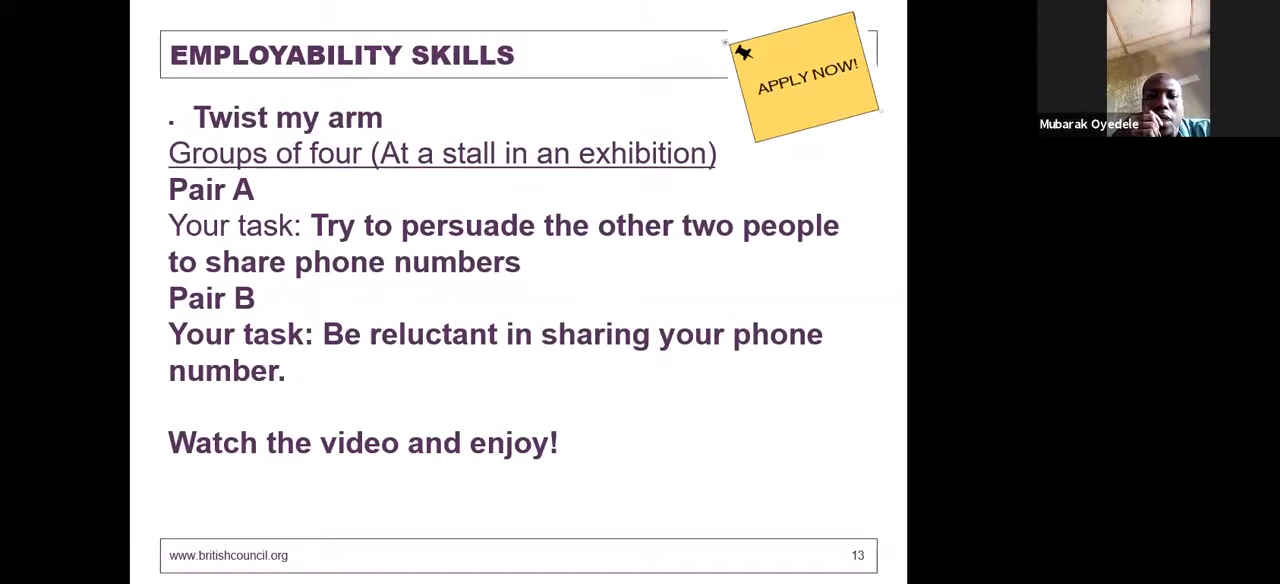 EMPLOYABILITY SKILLS
APPLY NOW!
Twist my arm
Groups of four (At a stall in an exhibition)
Pair A
Your task: Try to persuade the other two people
to share phone numbers
Pair B
Your task: Be reluctant in sharing your phone
number.
Watch the video and enjoy!
www.britishcouncil.org
13
Mubarak Oyedele